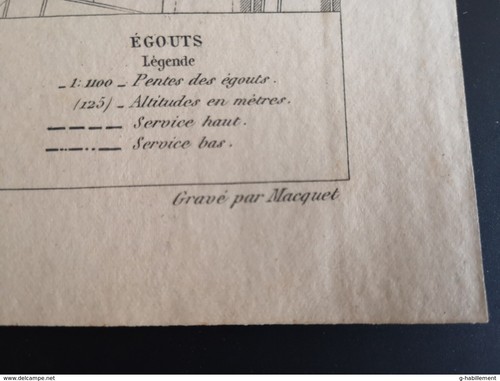 ÉGOUTS
Légende
_ 1: 1100 _ Pentes des égouts.
(125) _ Altitudes en mètres.
Service haut.
Service bas.
Gravé par Macquet
www.delcampe.net
g-habillement